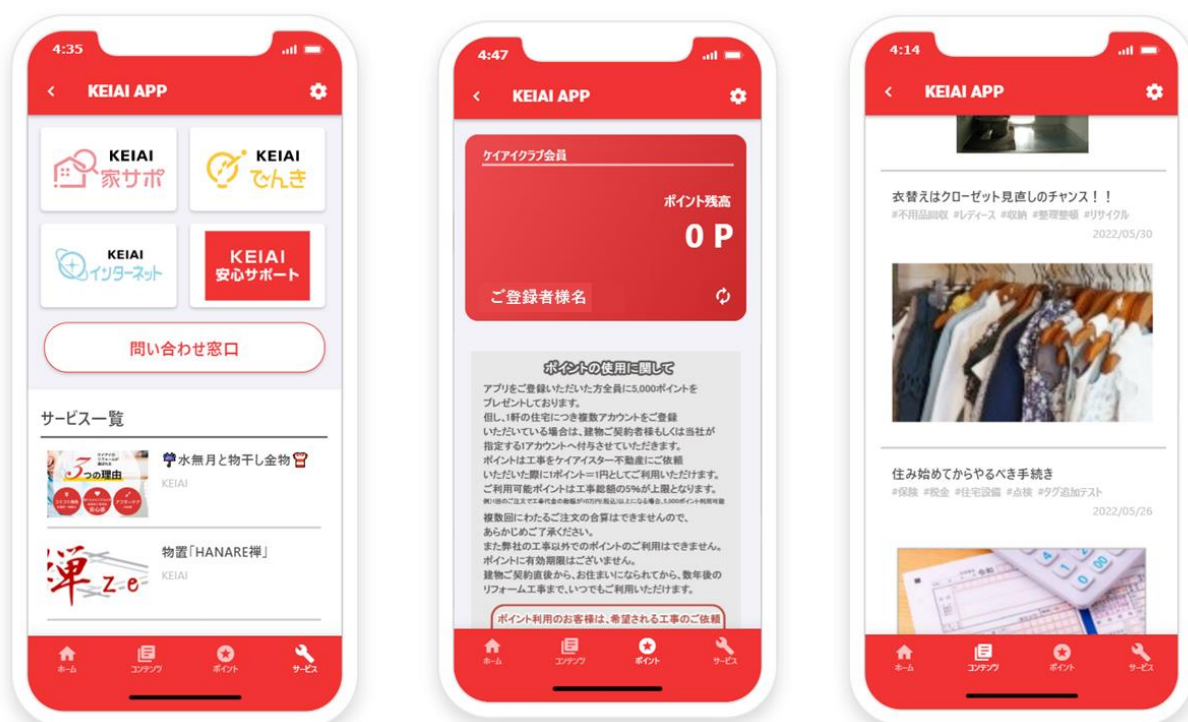 4:35
KEIAI APP
KEIAI
家サポ
KEIAI
でんき
KEIAI
インターネット
KEIAI
安心サポート
問い合わせ窓口
サービス一覧
3つの理由
水無月と物干し金物
KEIAI
禅 Z-e-
物置「HANARE禅」
KEIAI
ホーム
コンテンツ
ポイント
サービス
4:47
KEIAI APP
ケイアイクラブ会員
ポイント残高
0 P
ご登録者様名
ポイントの使用に関して
アプリをご登録いただいた方全員に5,000ポイントを
プレゼントしております。
但し、1軒の住宅につき複数アカウントをご登録
いただいている場合は、建物ご契約者様もしくは当社が
指定する1アカウントへ付与させていただきます。
ポイントは工事をケイアイスター不動産にご依頼
いただいた際に1ポイント＝1円としてご利用いただけます。
ご利用可能ポイントは工事総額の5%が上限となります。
複数回にわたるご注文の合算はできませんので、
あらかじめご了承ください。
また弊社の工事以外でのポイントのご利用はできません。
ポイントに有効期限はございません。
建物ご契約直後から、お住まいになられてから、数年後の
リフォーム工事まで、いつでもご利用いただけます。
ポイント利用のお客様は、希望される工事のご依頼
ホーム
コンテンツ
ポイント
サービス
4:14
KEIAI APP
衣替えはクローゼット見直しのチャンス！！
#不用品回収 #レディース #収納 #整理整頓 #リサイクル
2022/05/30
住み始めてからやるべき手続き
#保険 #税金 #住宅設備 #点検 #タグ追加テスト
2022/05/26
ホーム
コンテンツ
ポイント
サービス